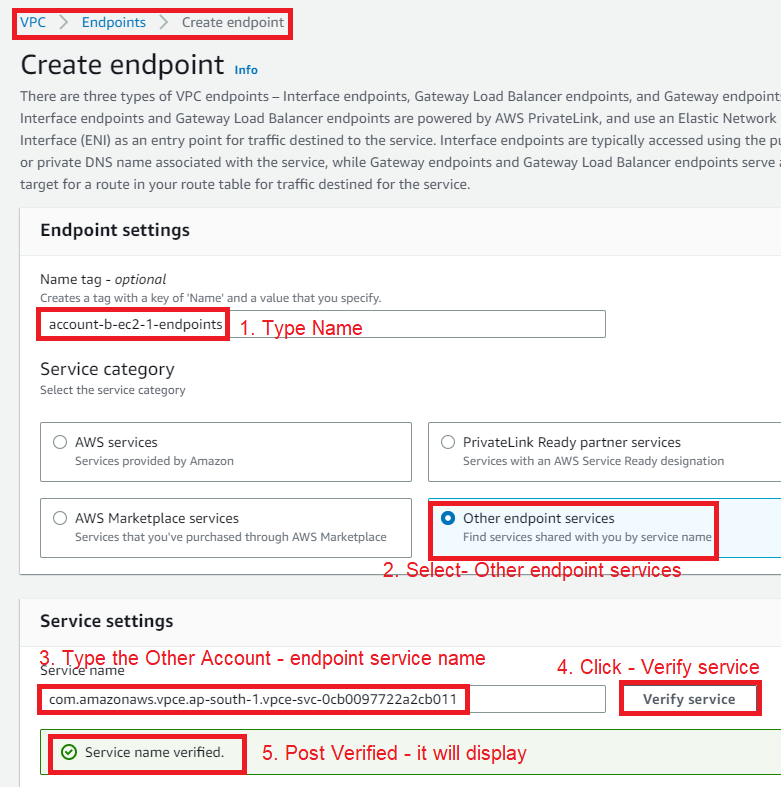 VPC > Endpoints > Create endpoint
Create endpoint Info
There are three types of VPC endpoints – Interface endpoints, Gateway Load Balancer endpoints, and Gateway endpoint
Interface endpoints and Gateway Load Balancer endpoints are powered by AWS PrivateLink, and use an Elastic Network
Interface (ENI) as an entry point for traffic destined to the service. Interface endpoints are typically accessed using the pu
or private DNS name associated with the service, while Gateway endpoints and Gateway Load Balancer endpoints serve a
target for a route in your route table for traffic destined for the service.
Endpoint settings
Name tag - optional
Creates a tag with a key of 'Name' and a value that you specify.
account-b-ec2-1-endpoints 1. Type Name
Service category
Select the service category
AWS services
Services provided by Amazon
PrivateLink Ready partner services
Services with an AWS Service Ready designation
AWS Marketplace services
Services that you've purchased through AWS Marketplace
Other endpoint services
Find services shared with you by service name
2. Select- Other endpoint services
Service settings
3. Type the Other Account - endpoint service name
Service name
4. Click - Verify service
com.amazonaws.vpce.ap-south-1.vpce-svc-0cb0097722a2cb011
Verify service
Service name verified. 5. Post Verified - it will display